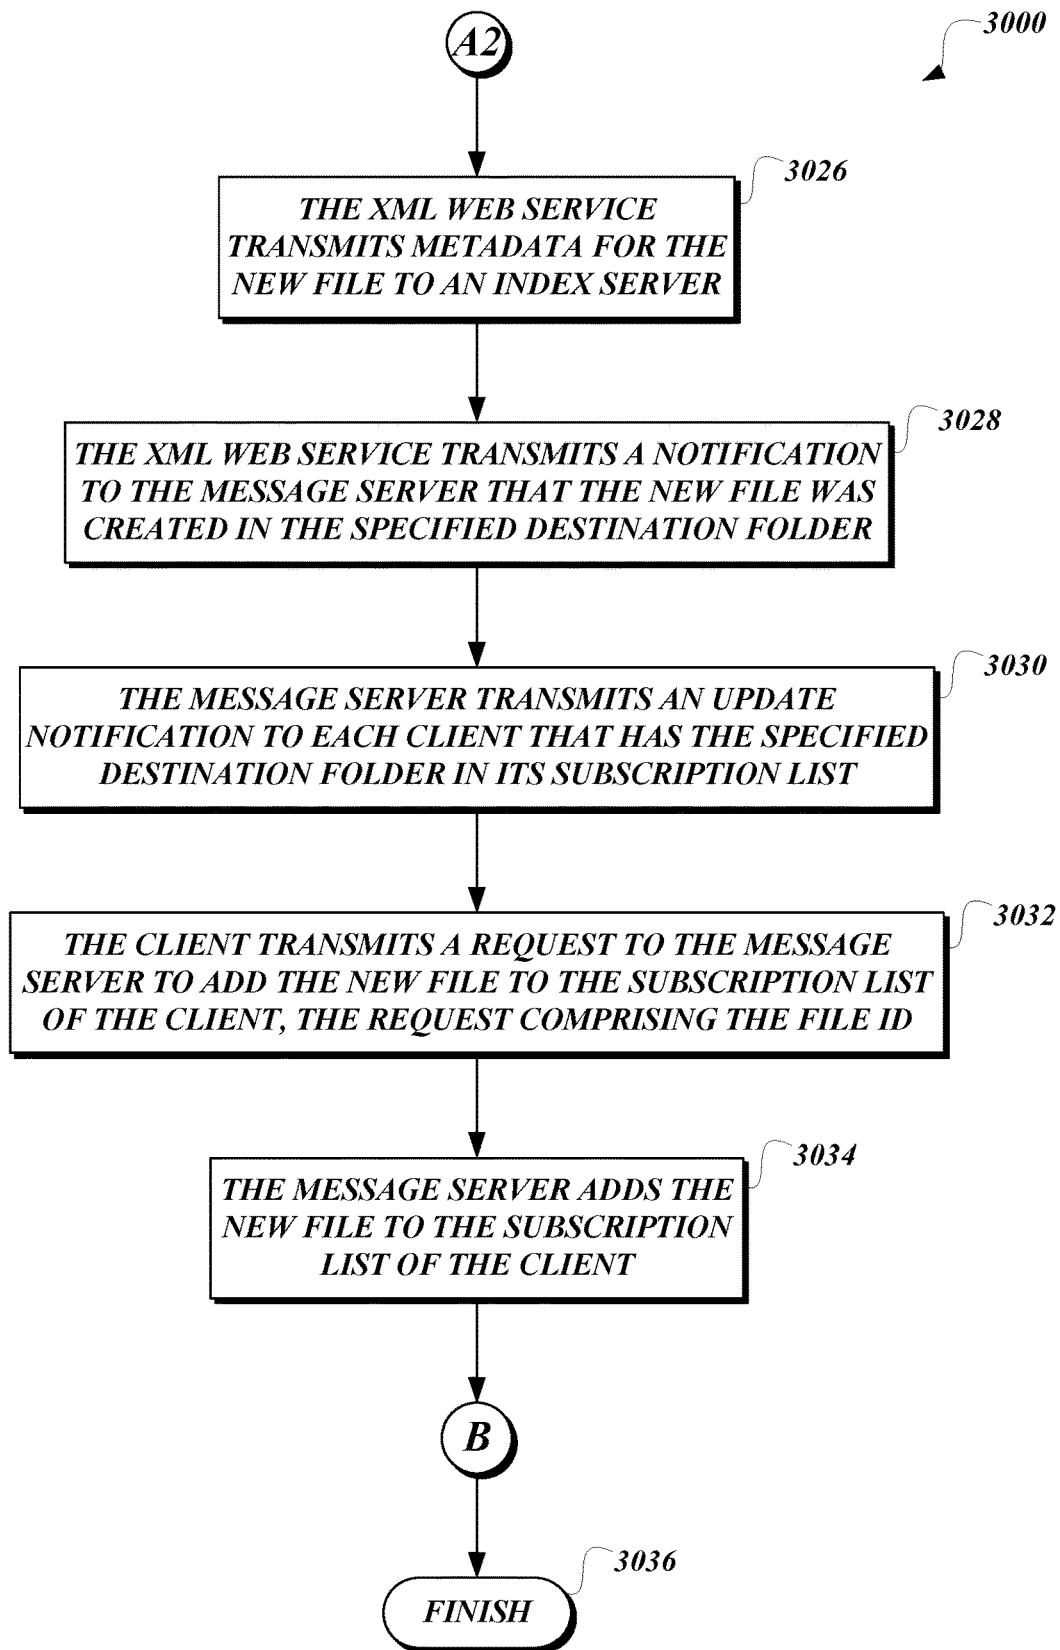 A2
3000
3026
THE XML WEB SERVICE
TRANSMITS METADATA FOR THE
NEW FILE TO AN INDEX SERVER
3028
THE XML WEB SERVICE TRANSMITS A NOTIFICATION
TO THE MESSAGE SERVER THAT THE NEW FILE WAS
CREATED IN THE SPECIFIED DESTINATION FOLDER
3030
THE MESSAGE SERVER TRANSMITS AN UPDATE
NOTIFICATION TO EACH CLIENT THAT HAS THE SPECIFIED
DESTINATION FOLDER IN ITS SUBSCRIPTION LIST
3032
THE CLIENT TRANSMITS A REQUEST TO THE MESSAGE
SERVER TO ADD THE NEW FILE TO THE SUBSCRIPTION LIST
OF THE CLIENT, THE REQUEST COMPRISING THE FILE ID
3034
THE MESSAGE SERVER ADDS THE
NEW FILE TO THE SUBSCRIPTION
LIST OF THE CLIENT
B
3036
FINISH